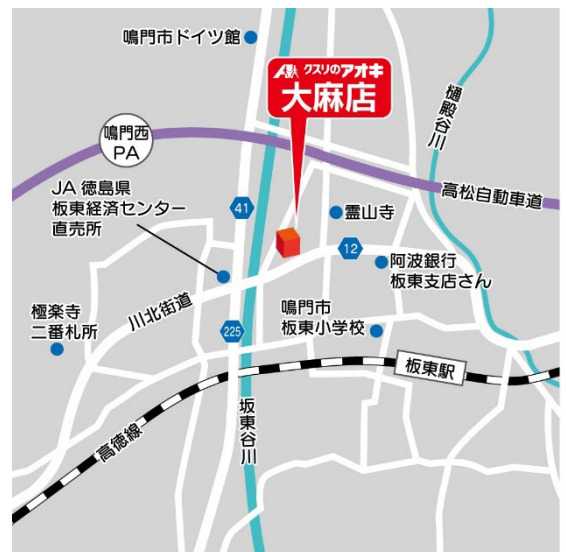 鳴門市ドイツ館
クスリのアオキ
大麻店
樋殿谷川
鳴門西
PA
JA 徳島県
板東経済センター
直売所
高松自動車道
41
霊山寺
12
阿波銀行
板東支店さん
極楽寺
二番札所
川北街道
鳴門市
板東小学校
225
板東駅
坂東谷川
高徳線